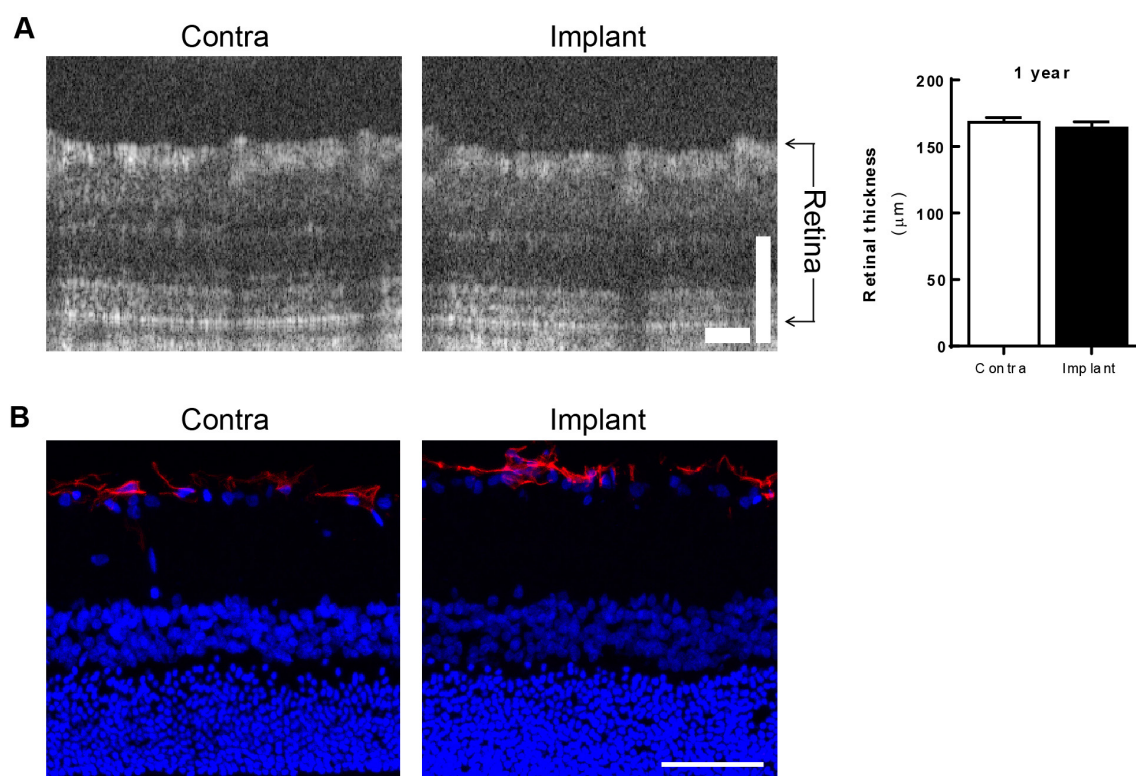 A
Contra
Implant
Retina
1 year
Retinal thickness
(μm)
200
150
100
50
0
Contra
Implant
B
Contra
Implant